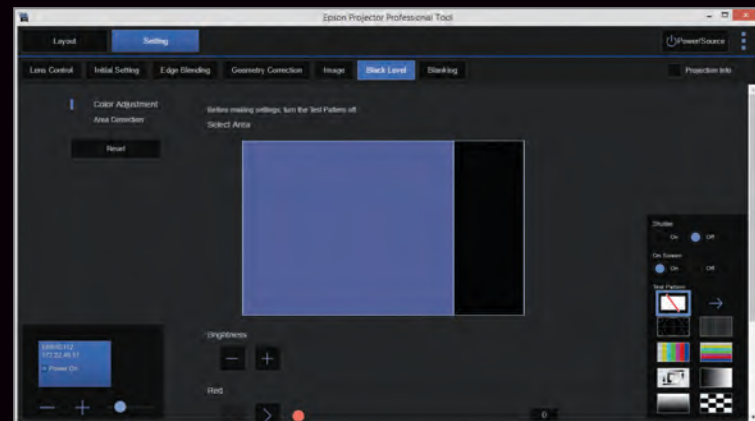 Epson Projector Professional Tool
Layout
Setting
Power/Source
Lens Control
Initial Setting
Edge Blending
Geometry Correction
Image
Black Level
Blanking
Projection Info
Color Adjustment
Area Correction
Reset
Before making settings, turn the Test Pattern off.
Select Area
Shutter
On
Off
On Screen
On
Off
Test Pattern
Power On
Brightness
Red
0